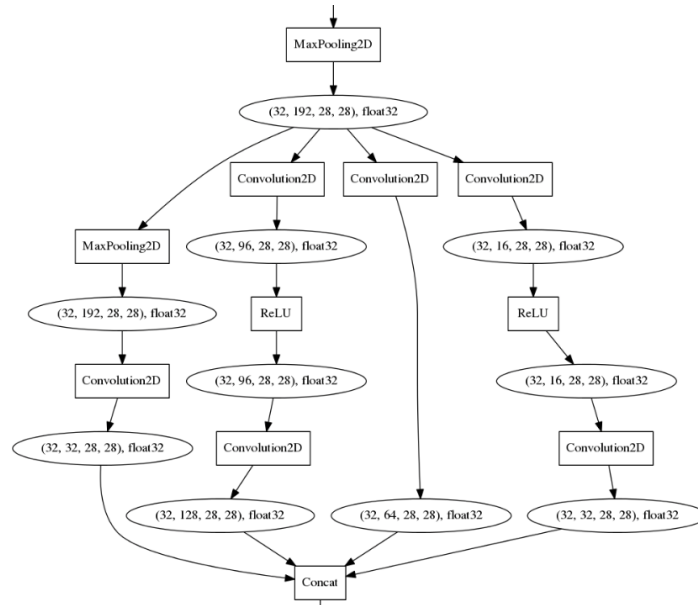 MaxPooling2D
(32, 192, 28, 28), float32
Convolution2D
Convolution2D
Convolution2D
MaxPooling2D
(32, 96, 28, 28), float32
(32, 16, 28, 28), float32
(32, 192, 28, 28), float32
ReLU
ReLU
Convolution2D
(32, 96, 28, 28), float32
(32, 16, 28, 28), float32
(32, 32, 28, 28), float32
Convolution2D
Convolution2D
(32, 128, 28, 28), float32
(32, 64, 28, 28), float32
(32, 32, 28, 28), float32
Concat